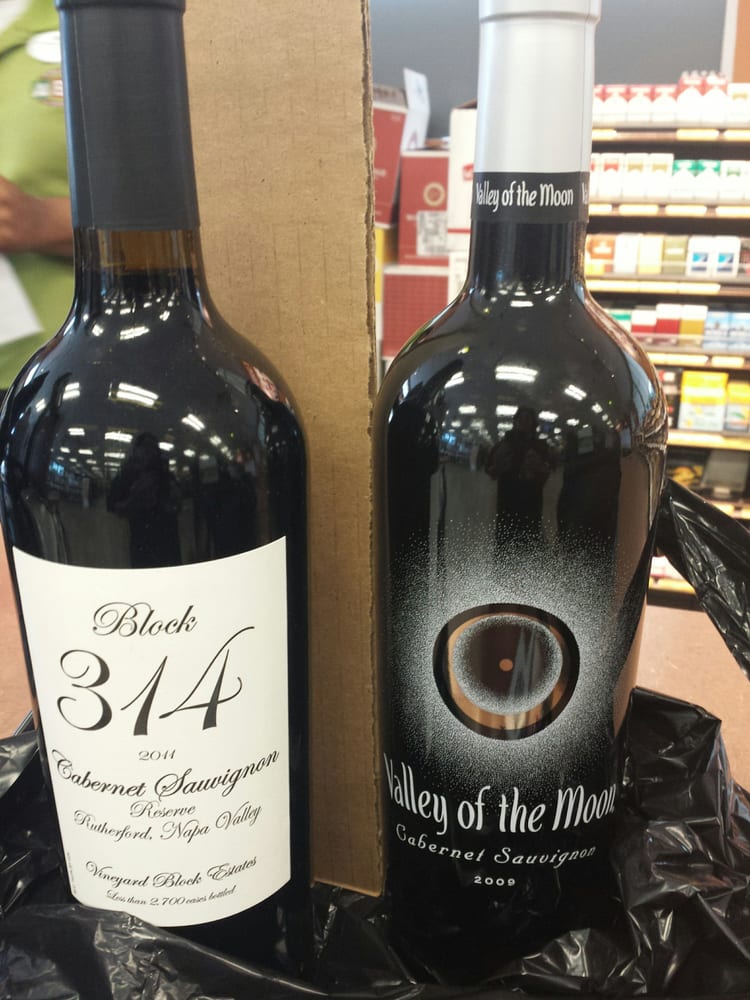 Block
314
2011
Cabernet Sauvignon
Reserve
Rutherford, Napa Valley
Vineyard Block Estates
Less than 2,700 cases bottled
Valley of the Moon
Valley of the Moon
Cabernet Sauvignon
2009